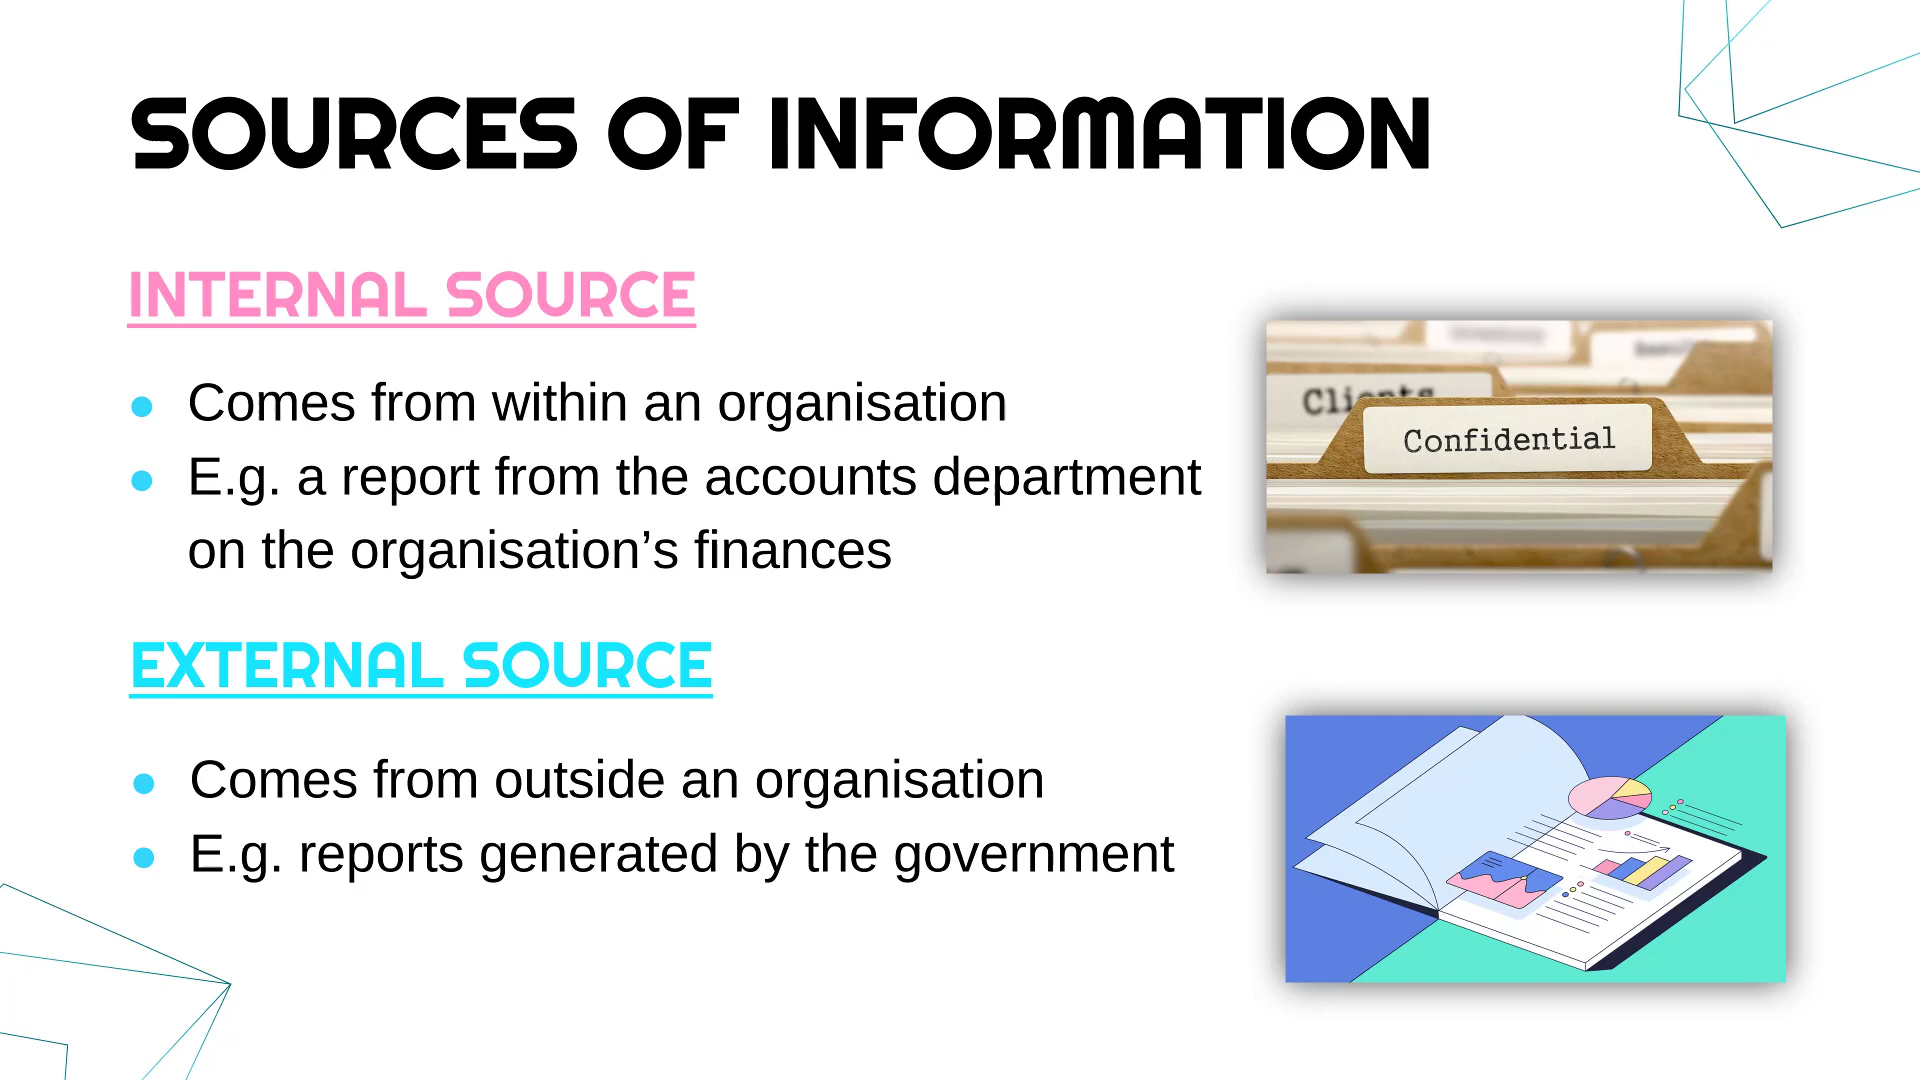 SOURCES OF INFORMATION
INTERNAL SOURCE
● Comes from within an organisation
● E.g. a report from the accounts department
on the organisation’s finances
Clients
Confidential
EXTERNAL SOURCE
● Comes from outside an organisation
● E.g. reports generated by the government